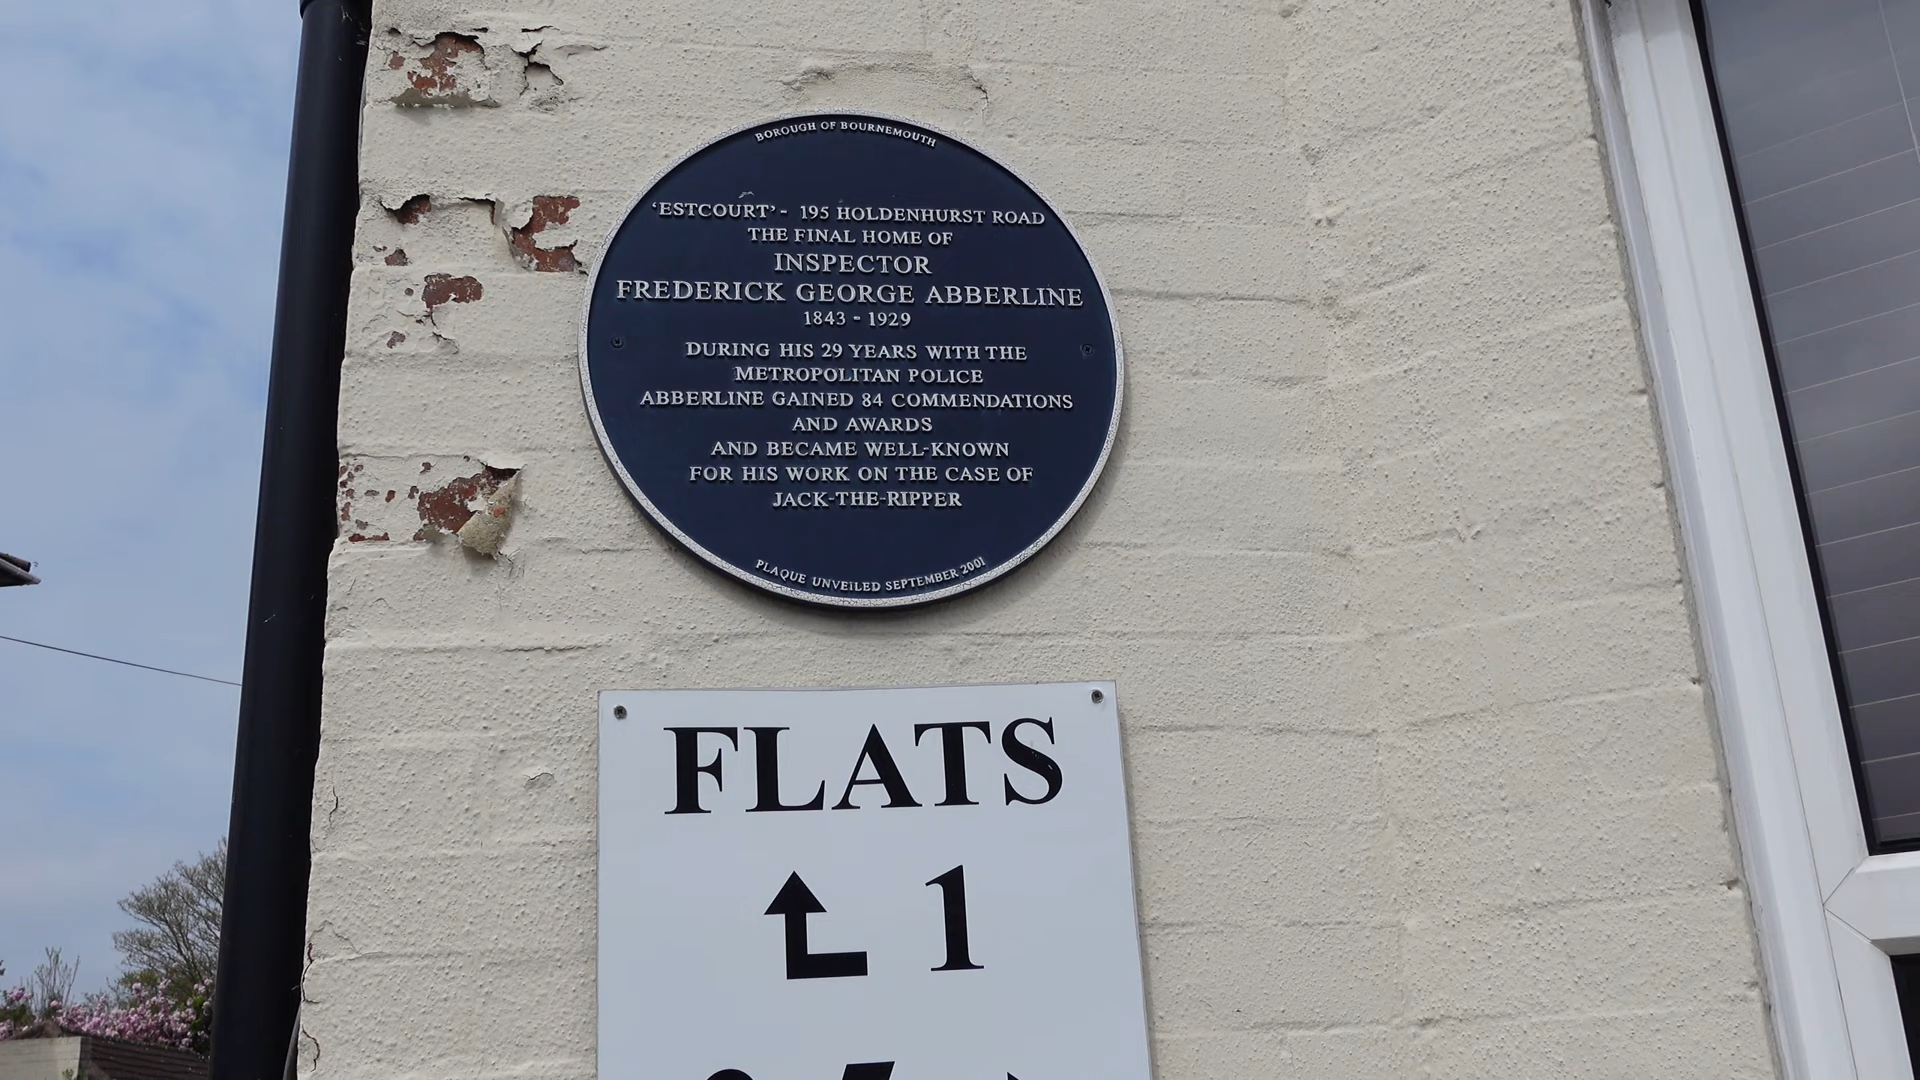 BOROUGH OF BOURNEMOUTH
'ESTCOURT' - 195 HOLDENHURST ROAD
THE FINAL HOME OF
INSPECTOR
FREDERICK GEORGE ABBERLINE
1843 - 1929
DURING HIS 29 YEARS WITH THE
METROPOLITAN POLICE
ABBERLINE GAINED 84 COMMENDATIONS
AND AWARDS
AND BECAME WELL-KNOWN
FOR HIS WORK ON THE CASE OF
JACK-THE-RIPPER
PLAQUE UNVEILED SEPTEMBER 2001
FLATS
1